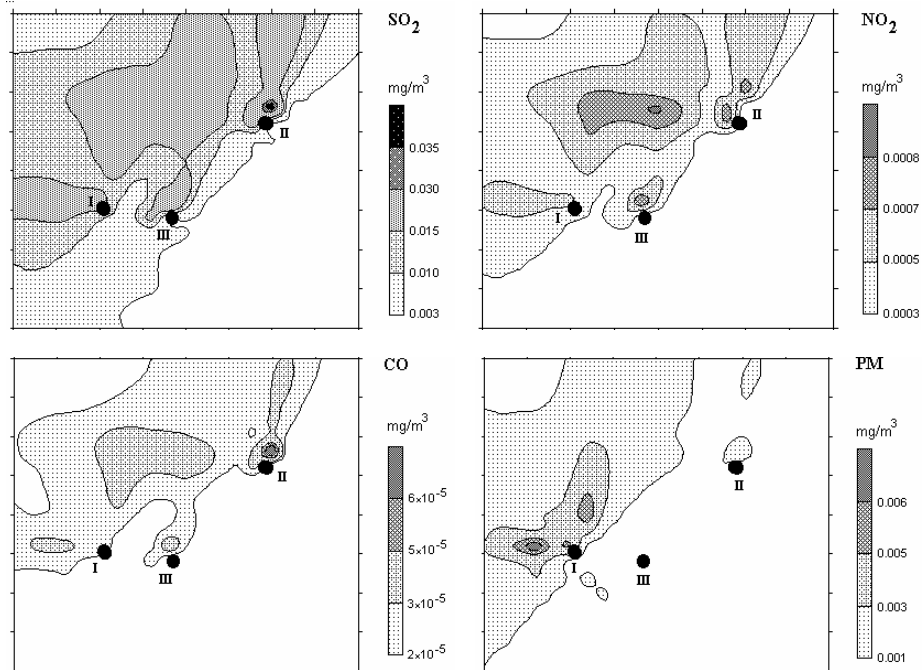 SO₂
mg/m³
0.035
0.030
0.015
0.010
0.003
I
II
III
NO₂
mg/m³
0.0008
0.0007
0.0005
0.0003
I
II
III
CO
mg/m³
6×10⁻⁵
5×10⁻⁵
3×10⁻⁵
2×10⁻⁵
I
II
III
PM
mg/m³
0.006
0.005
0.003
0.001
I
II
III